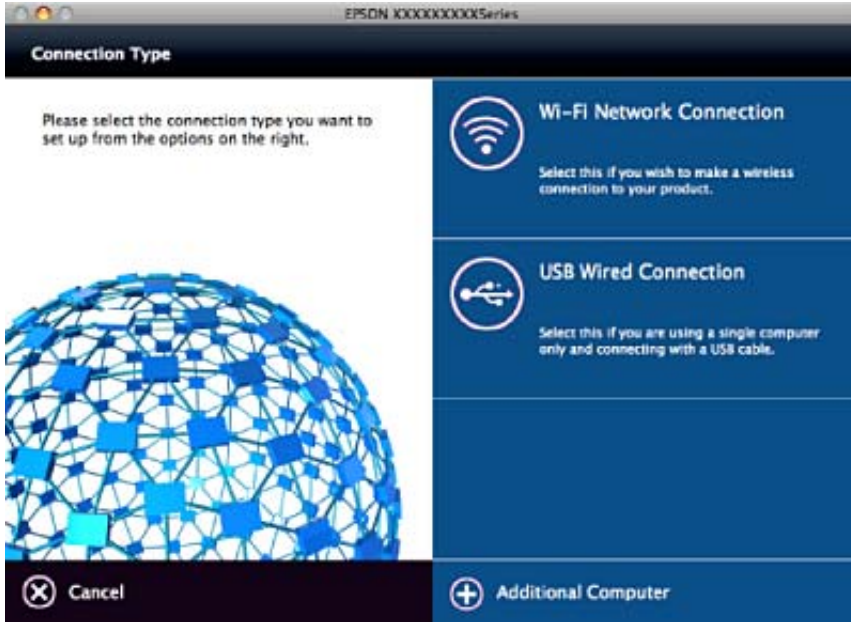 EPSON XXXXXXXXXSeries
Connection Type
Please select the connection type you want to
set up from the options on the right.
Wi-Fi Network Connection
Select this if you wish to make a wireless
connection to your product.
USB Wired Connection
Select this if you are using a single computer
only and connecting with a USB cable.
Cancel
Additional Computer